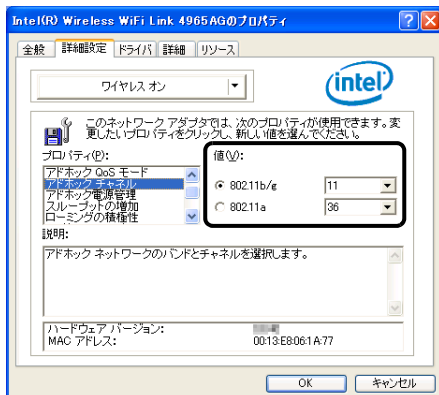 Intel(R) Wireless WiFi Link 4965AGのプロパティ
全般 詳細設定 ドライバ 詳細 リソース
ワイヤレス オン
intel
このネットワーク アダプタでは、次のプロパティが使用できます。変
更したいプロパティをクリックし、新しい値を選んでください。
プロパティ(P):
値(V):
アドホック QoS モード
アドホック チャネル
アドホック電源管理
スループットの増加
ローミングの積極性
802.11b/g 11
802.11a 36
説明:
アドホック ネットワークのバンドとチャネルを選択します。
ハードウェア バージョン:
MAC アドレス: 00:13:E8:06:1A:77
OK キャンセル